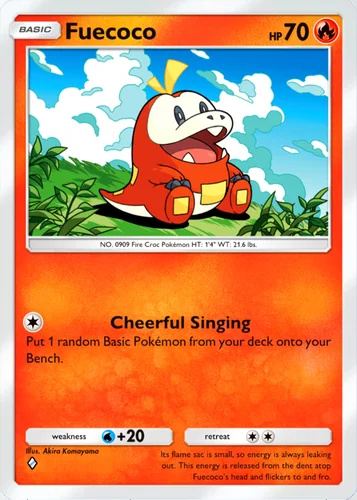 BASIC Fuecoco HP 70
NO. 0909 Fire Croc Pokémon HT: 1'4" WT: 21.6 lbs.
Cheerful Singing
Put 1 random Basic Pokémon from your deck onto your
Bench.
weakness +20 retreat
Illus. Akira Komayama
Its flame sac is small, so energy is always leaking
out. This energy is released from the dent atop
Fuecoco's head and flickers to and fro.